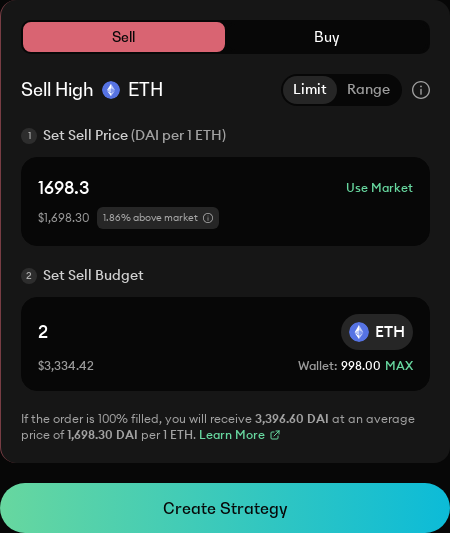 Sell Buy
Sell High ETH Limit Range
1 Set Sell Price (DAI per 1 ETH)
1698.3 Use Market
$1,698.30 1.86% above market
2 Set Sell Budget
2 ETH
$3,334.42 Wallet: 998.00 MAX
If the order is 100% filled, you will receive 3,396.60 DAI at an average
price of 1,698.30 DAI per 1 ETH. Learn More
Create Strategy